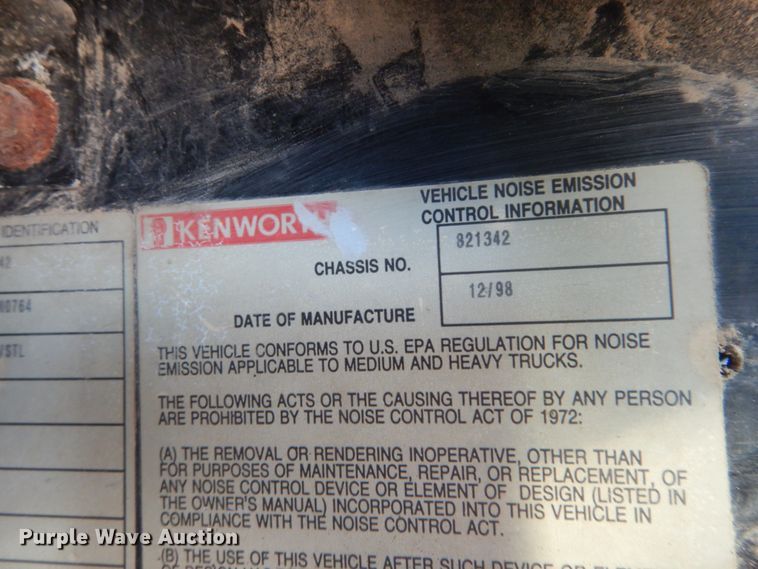 IDENTIFICATION
42
M0764
/STL
KENWORTH
VEHICLE NOISE EMISSION
CONTROL INFORMATION
CHASSIS NO. 821342
DATE OF MANUFACTURE 12/98
THIS VEHICLE CONFORMS TO U.S. EPA REGULATION FOR NOISE
EMISSION APPLICABLE TO MEDIUM AND HEAVY TRUCKS.
THE FOLLOWING ACTS OR THE CAUSING THEREOF BY ANY PERSON
ARE PROHIBITED BY THE NOISE CONTROL ACT OF 1972:
(A) THE REMOVAL OR RENDERING INOPERATIVE, OTHER THAN
FOR PURPOSES OF MAINTENANCE, REPAIR, OR REPLACEMENT, OF
ANY NOISE CONTROL DEVICE OR ELEMENT OF DESIGN (LISTED IN
THE OWNER'S MANUAL) INCORPORATED INTO THIS VEHICLE IN
COMPLIANCE WITH THE NOISE CONTROL ACT.
(B) THE USE OF THIS VEHICLE AFTER SUCH DEVICE OR
Purple Wave Auction